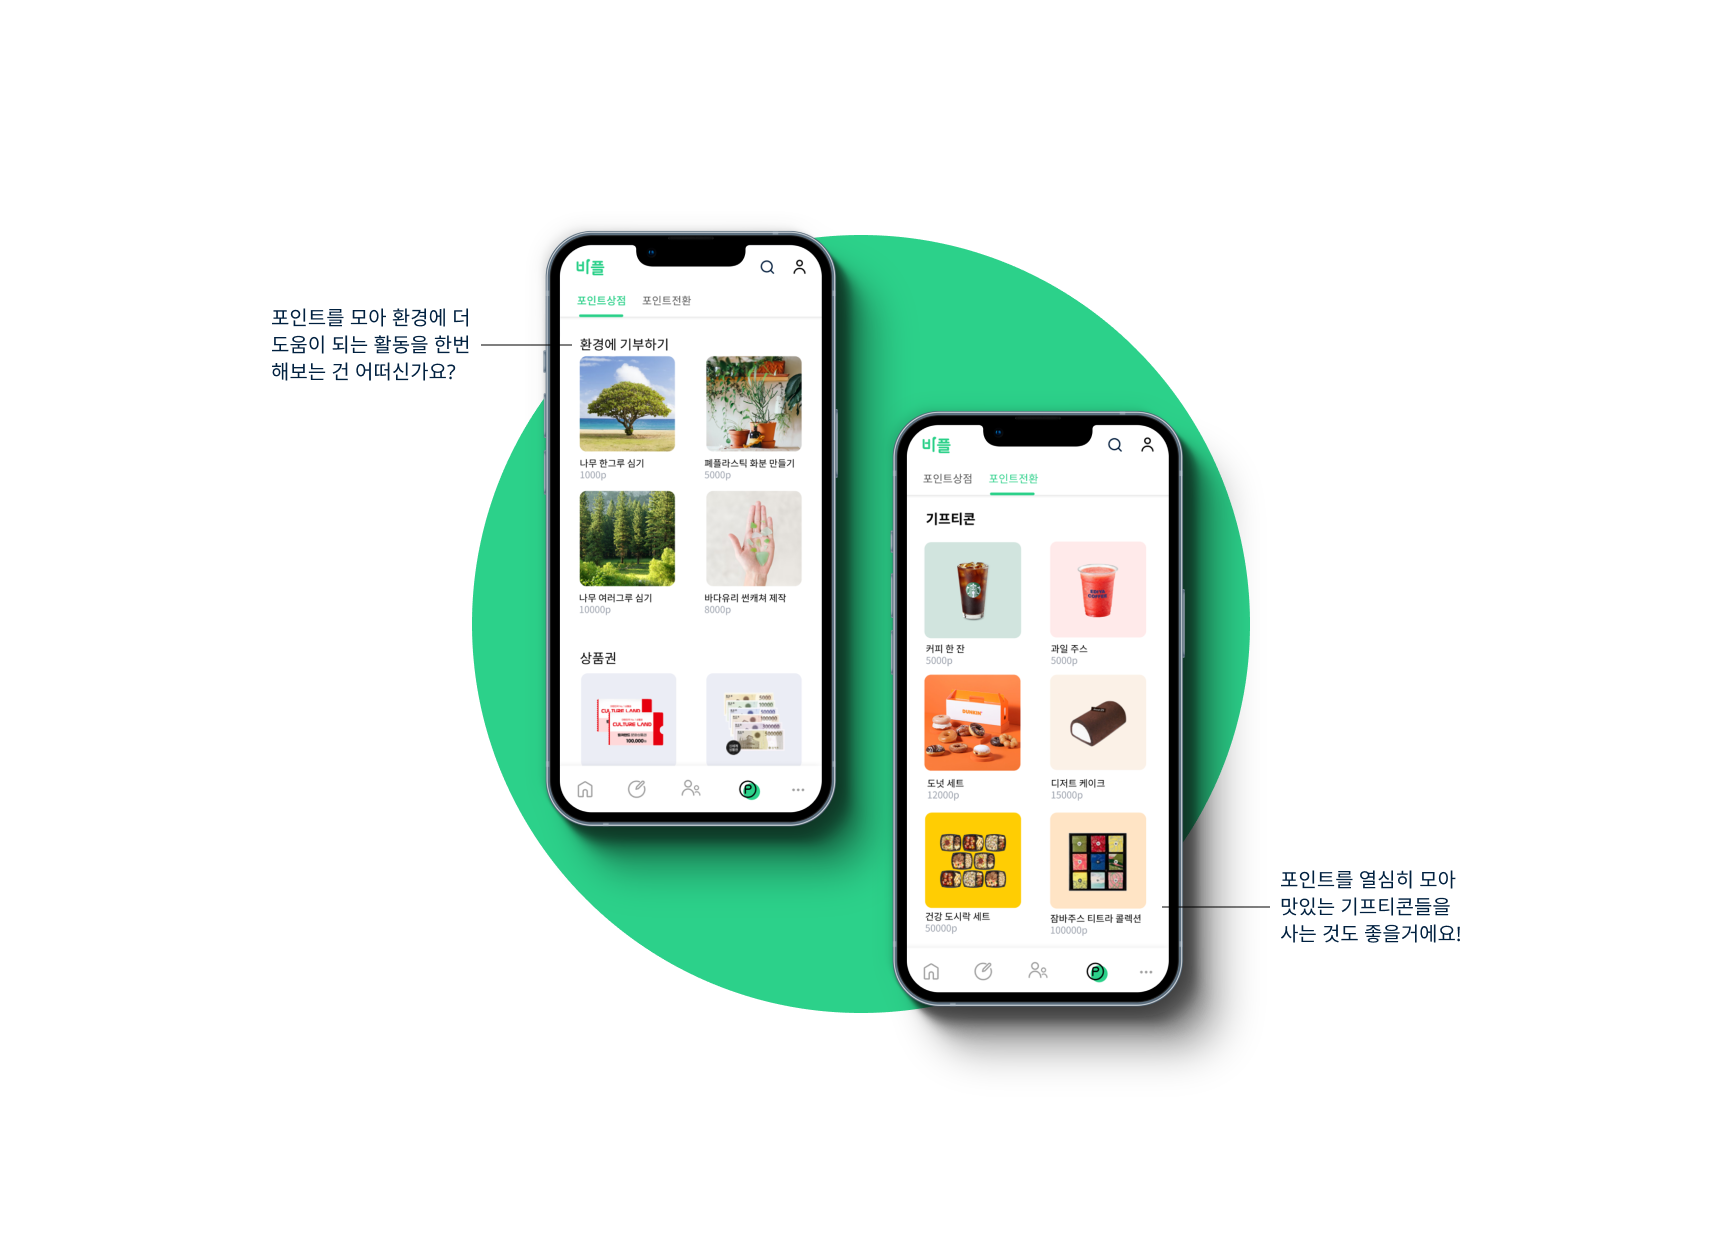 포인트를 모아 환경에 더
도움이 되는 활동을 한번
해보는 건 어떠신가요?
비플
포인트상점 포인트전환
환경에 기부하기
나무 한그루 심기 폐플라스틱 화분 만들기
1000p 5000p
나무 여러그루 심기 바다유리 썬캐쳐 제작
10000p 8000p
상품권
CULTURE LAND
CULTURE LAND
100,000
비플
포인트상점 포인트전환
기프티콘
커피 한 잔 과일 주스
5000p 5000p
도넛 세트 디저트 케이크
12000p 15000p
건강 도시락 세트 잠바주스 티트라 콜렉션
50000p 100000p
포인트를 열심히 모아
맛있는 기프티콘들을
사는 것도 좋을거에요!